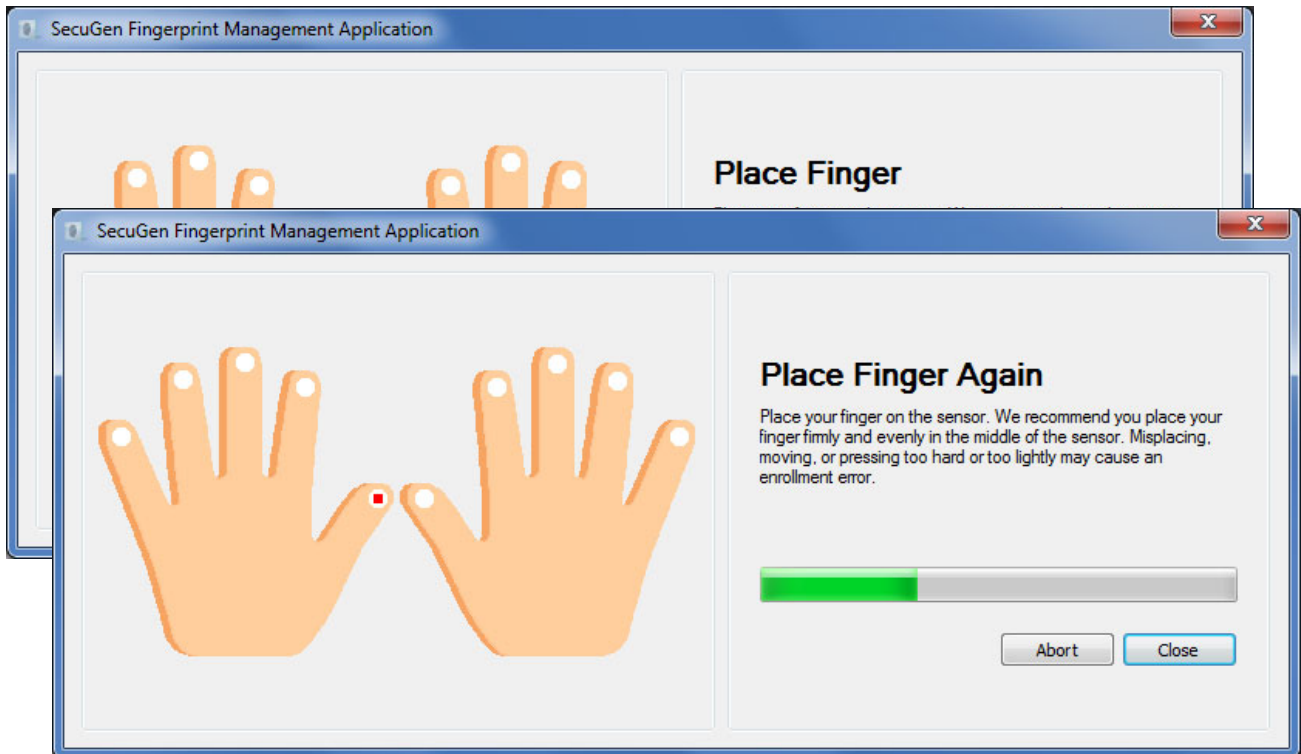 SecuGen Fingerprint Management Application
Place Finger
SecuGen Fingerprint Management Application
Place Finger Again
Place your finger on the sensor. We recommend you place your
finger firmly and evenly in the middle of the sensor. Misplacing,
moving, or pressing too hard or too lightly may cause an
enrollment error.
Abort
Close